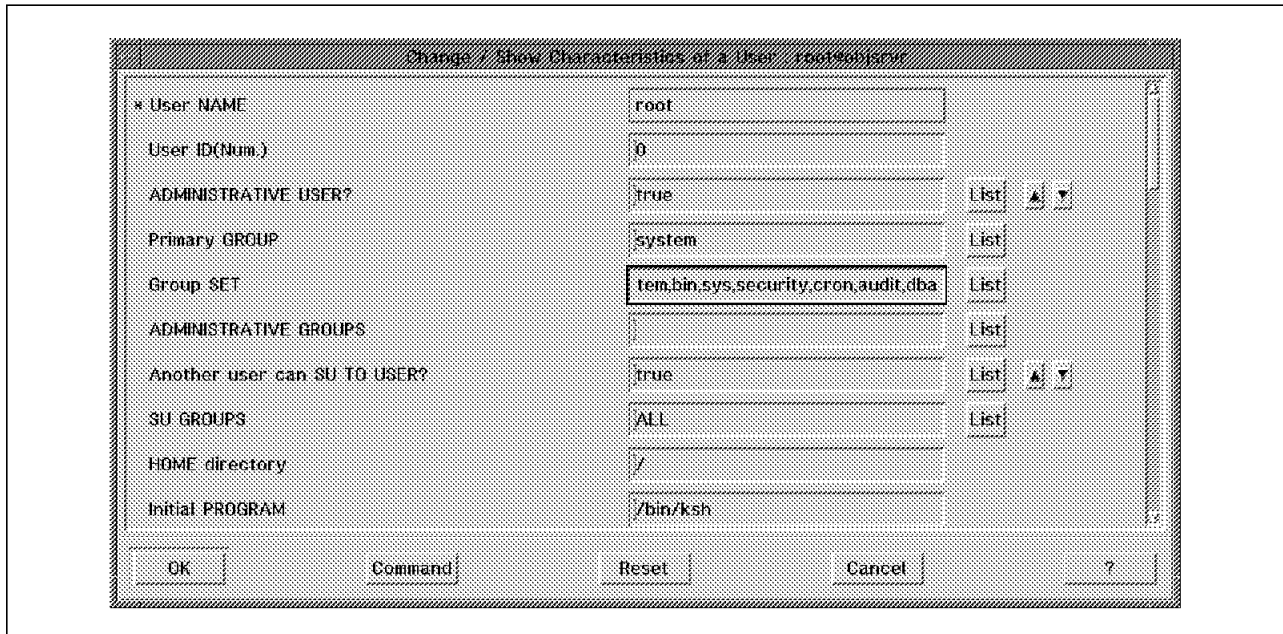 Change / Show Characteristics of a User : root@objsrvr
* User NAME root
User ID(Num.) 0
ADMINISTRATIVE USER? true List
Primary GROUP system List
Group SET tem,bin,sys,security,cron,audit,dba List
ADMINISTRATIVE GROUPS List
Another user can SU TO USER? true List
SU GROUPS ALL List
HOME directory /
Initial PROGRAM /bin/ksh
OK Command Reset Cancel ?